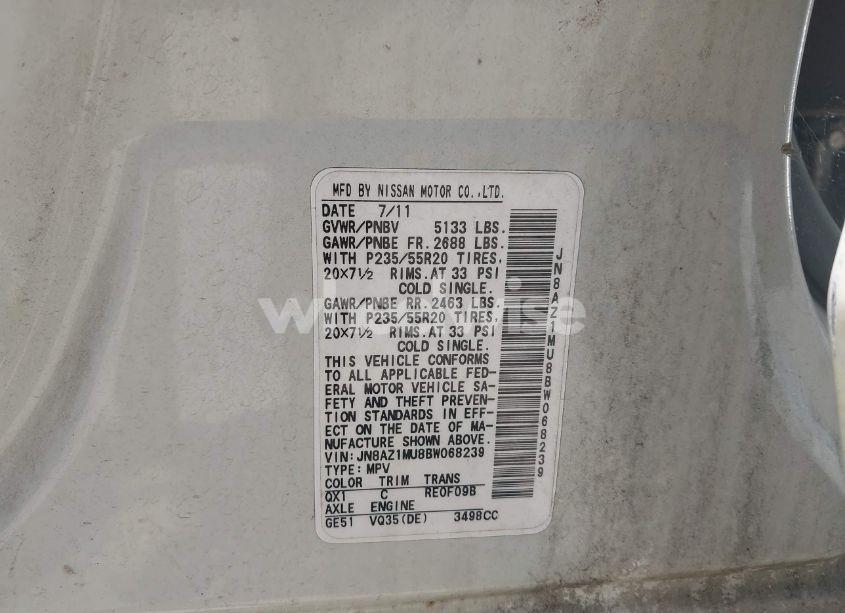 MFD BY NISSAN MOTOR CO.,LTD.
DATE 7/11
GVWR/PNBV 5133 LBS.
GAWR/PNBE FR. 2688 LBS.
WITH P235/55R20 TIRES,
20X7½ RIMS. AT 33 PSI
COLD SINGLE.
GAWR/PNBE RR. 2463 LBS.
WITH P235/55R20 TIRES,
20X7½ RIMS. AT 33 PSI
COLD SINGLE.
THIS VEHICLE CONFORMS
TO ALL APPLICABLE FED-
ERAL MOTOR VEHICLE SA-
FETY AND THEFT PREVEN-
TION STANDARDS IN EFF-
ECT ON THE DATE OF MA-
NUFACTURE SHOWN ABOVE.
VIN: JN8AZ1MU8BW068239
TYPE: MPV
COLOR TRIM TRANS
QX1 C RE0F09B
AXLE ENGINE
GE51 VQ35(DE) 3498CC
JN8AZ1MU8BW068239